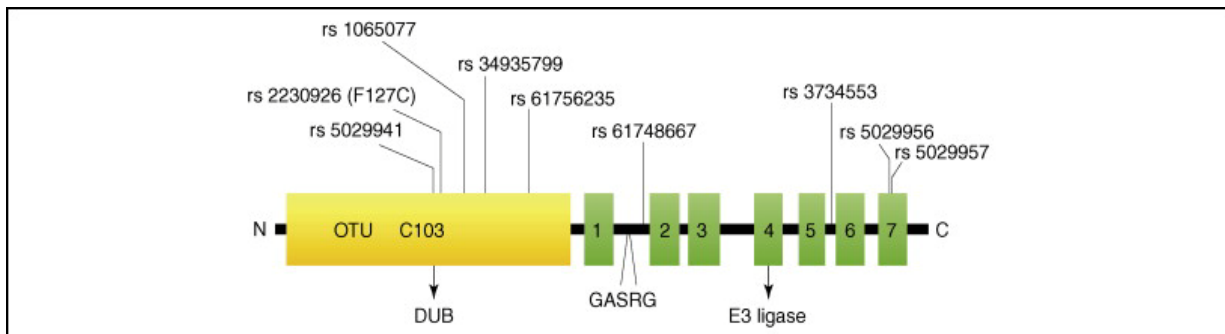 rs 1065077
rs 34935799
rs 2230926 (F127C)
rs 61756235
rs 3734553
rs 5029941
rs 61748667
rs 5029956
rs 5029957
N
OTU C103
1
2
3
4
5
6
7
C
GASRG
DUB
E3 ligase